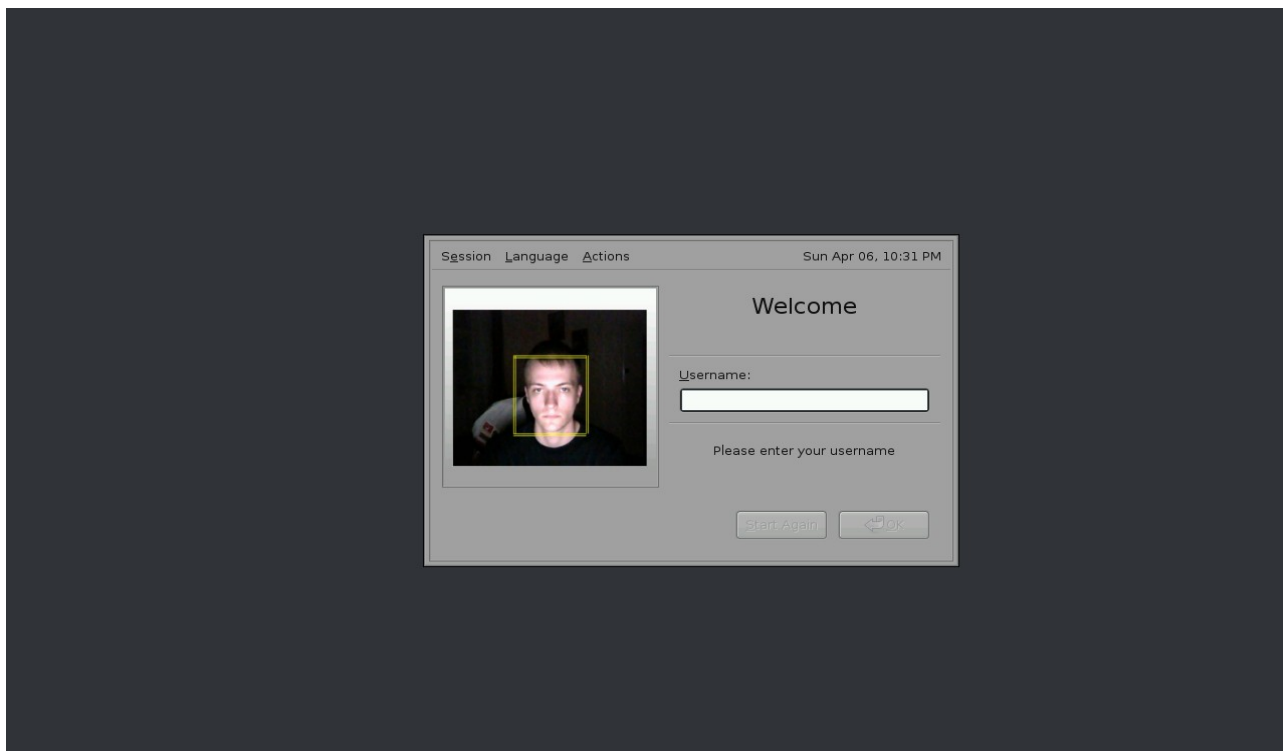 Session Language Actions Sun Apr 06, 10:31 PM
Welcome
Username:
Please enter your username
Start Again OK